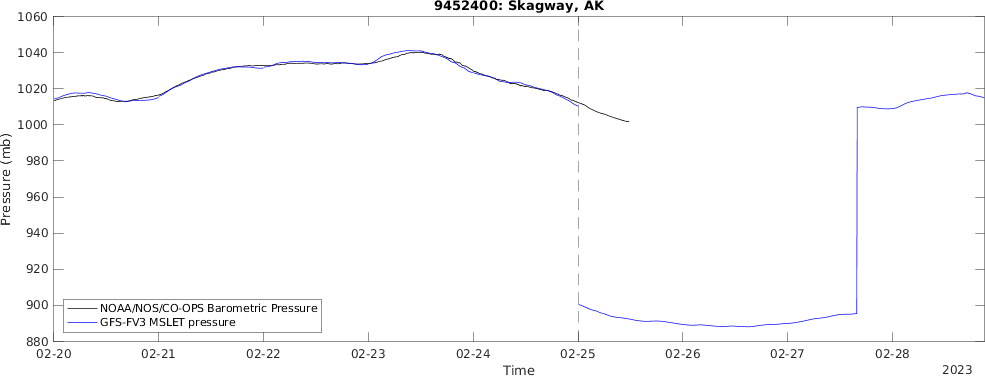 9452400: Skagway, AK
1060
1040
1020
1000
980
960
940
920
900
880
Pressure (mb)
NOAA/NOS/CO-OPS Barometric Pressure
GFS-FV3 MSLET pressure
02-20 02-21 02-22 02-23 02-24 02-25 02-26 02-27 02-28
Time
2023